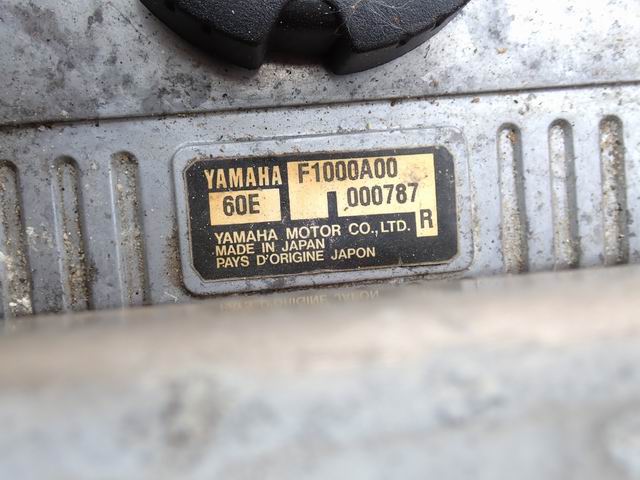 YAMAHA F1000A00
60E 000787
YAMAHA MOTOR CO.,LTD. R
MADE IN JAPAN
PAYS D'ORIGINE JAPON